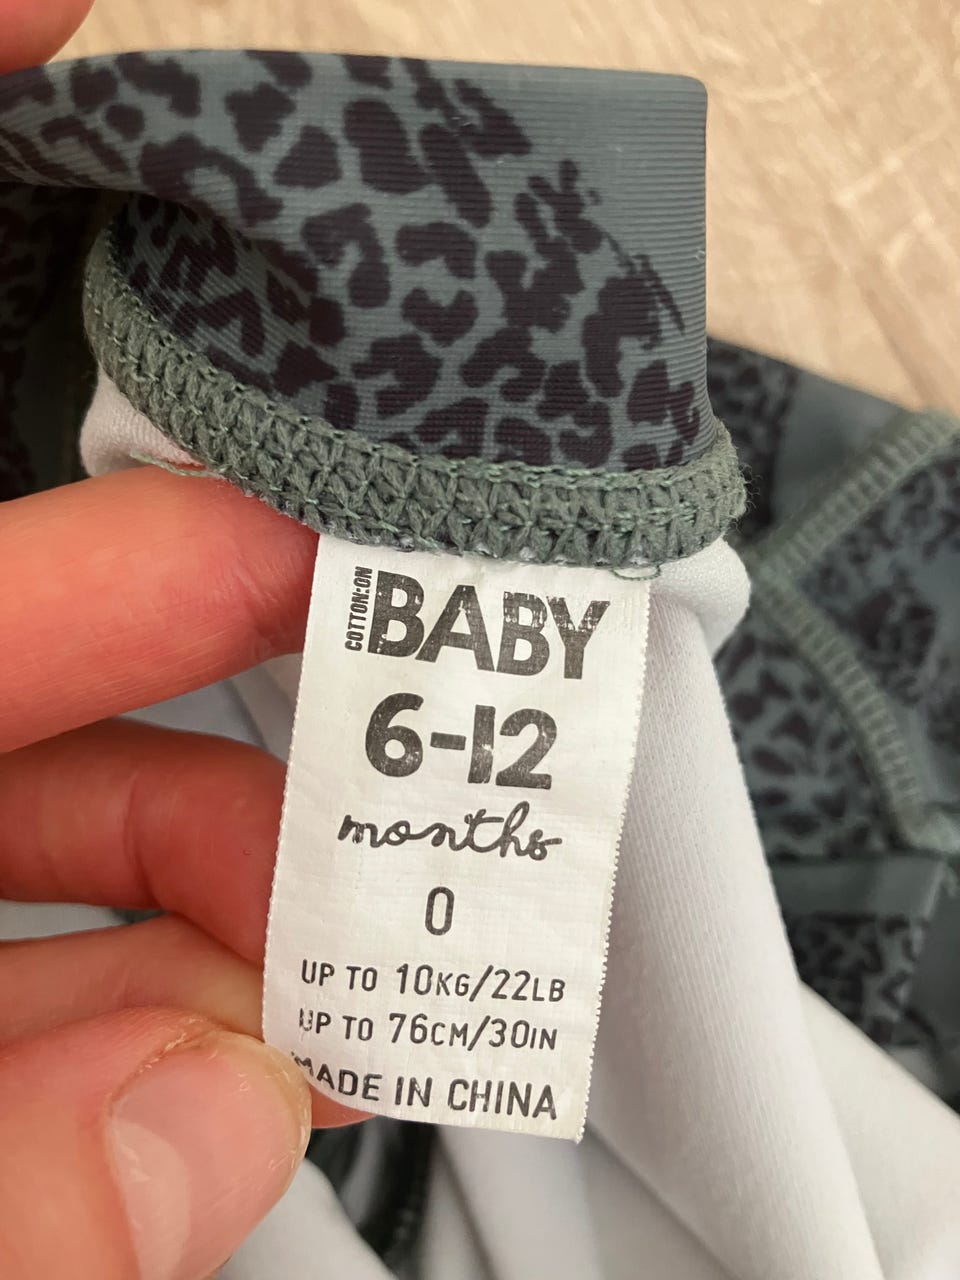 COTTON:ON
BABY
6-12
months
0
UP TO 10KG/22LB
UP TO 76CM/30IN
MADE IN CHINA